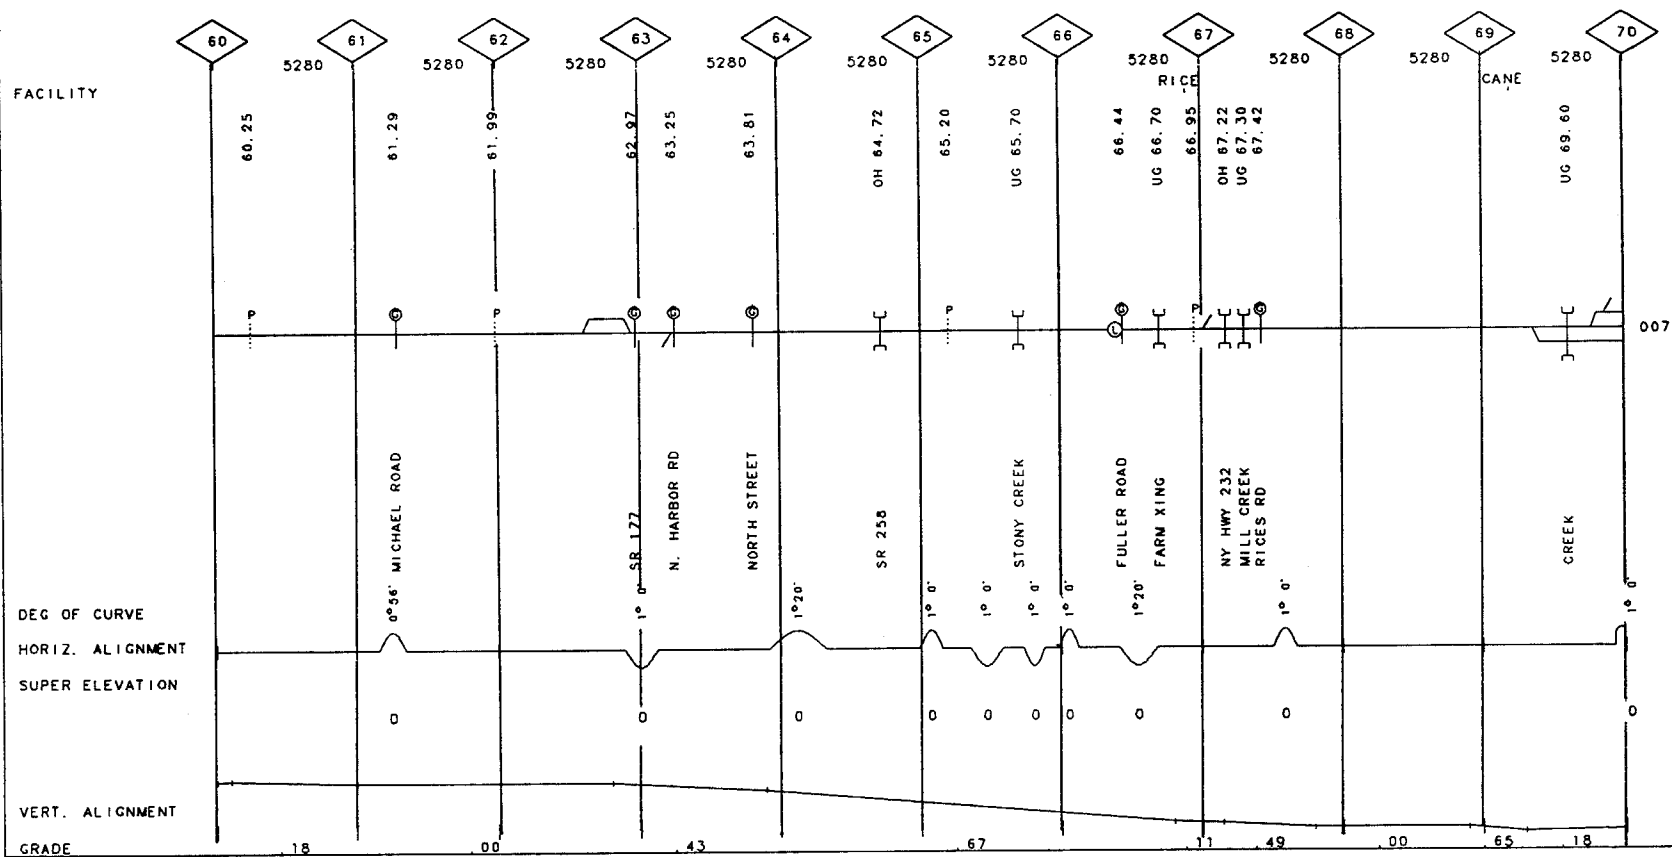 60 61 62 63 64 65 66 67 68 69 70
5280 5280 5280 5280 5280 5280 5280 5280 5280 5280
RICE CANE
FACILITY
60.25 61.29 61.99 62.97 63.25 63.81 OH 64.72 65.20 UG 65.70 66.44 UG 66.70 66.95 OH 67.22 UG 67.30 67.42 UG 69.60
P G P G G G P L G P G
007
MICHAEL ROAD
SR 177
N. HARBOR RD
NORTH STREET
SR 258
STONY CREEK
FULLER ROAD
FARM XING
NY HWY 232
MILL CREEK
RICES RD
CREEK
DEG OF CURVE 0°56' 1° 0' 1°20' 1° 0' 1° 0' 1° 0' 1° 0' 1°20' 1° 0' 1° 0'
HORIZ. ALIGNMENT
SUPER ELEVATION
0 0 0 0 0 0 0 0 0 0
VERT. ALIGNMENT
GRADE .18 .00 .43 .67 .11 .49 .00 .65 .18